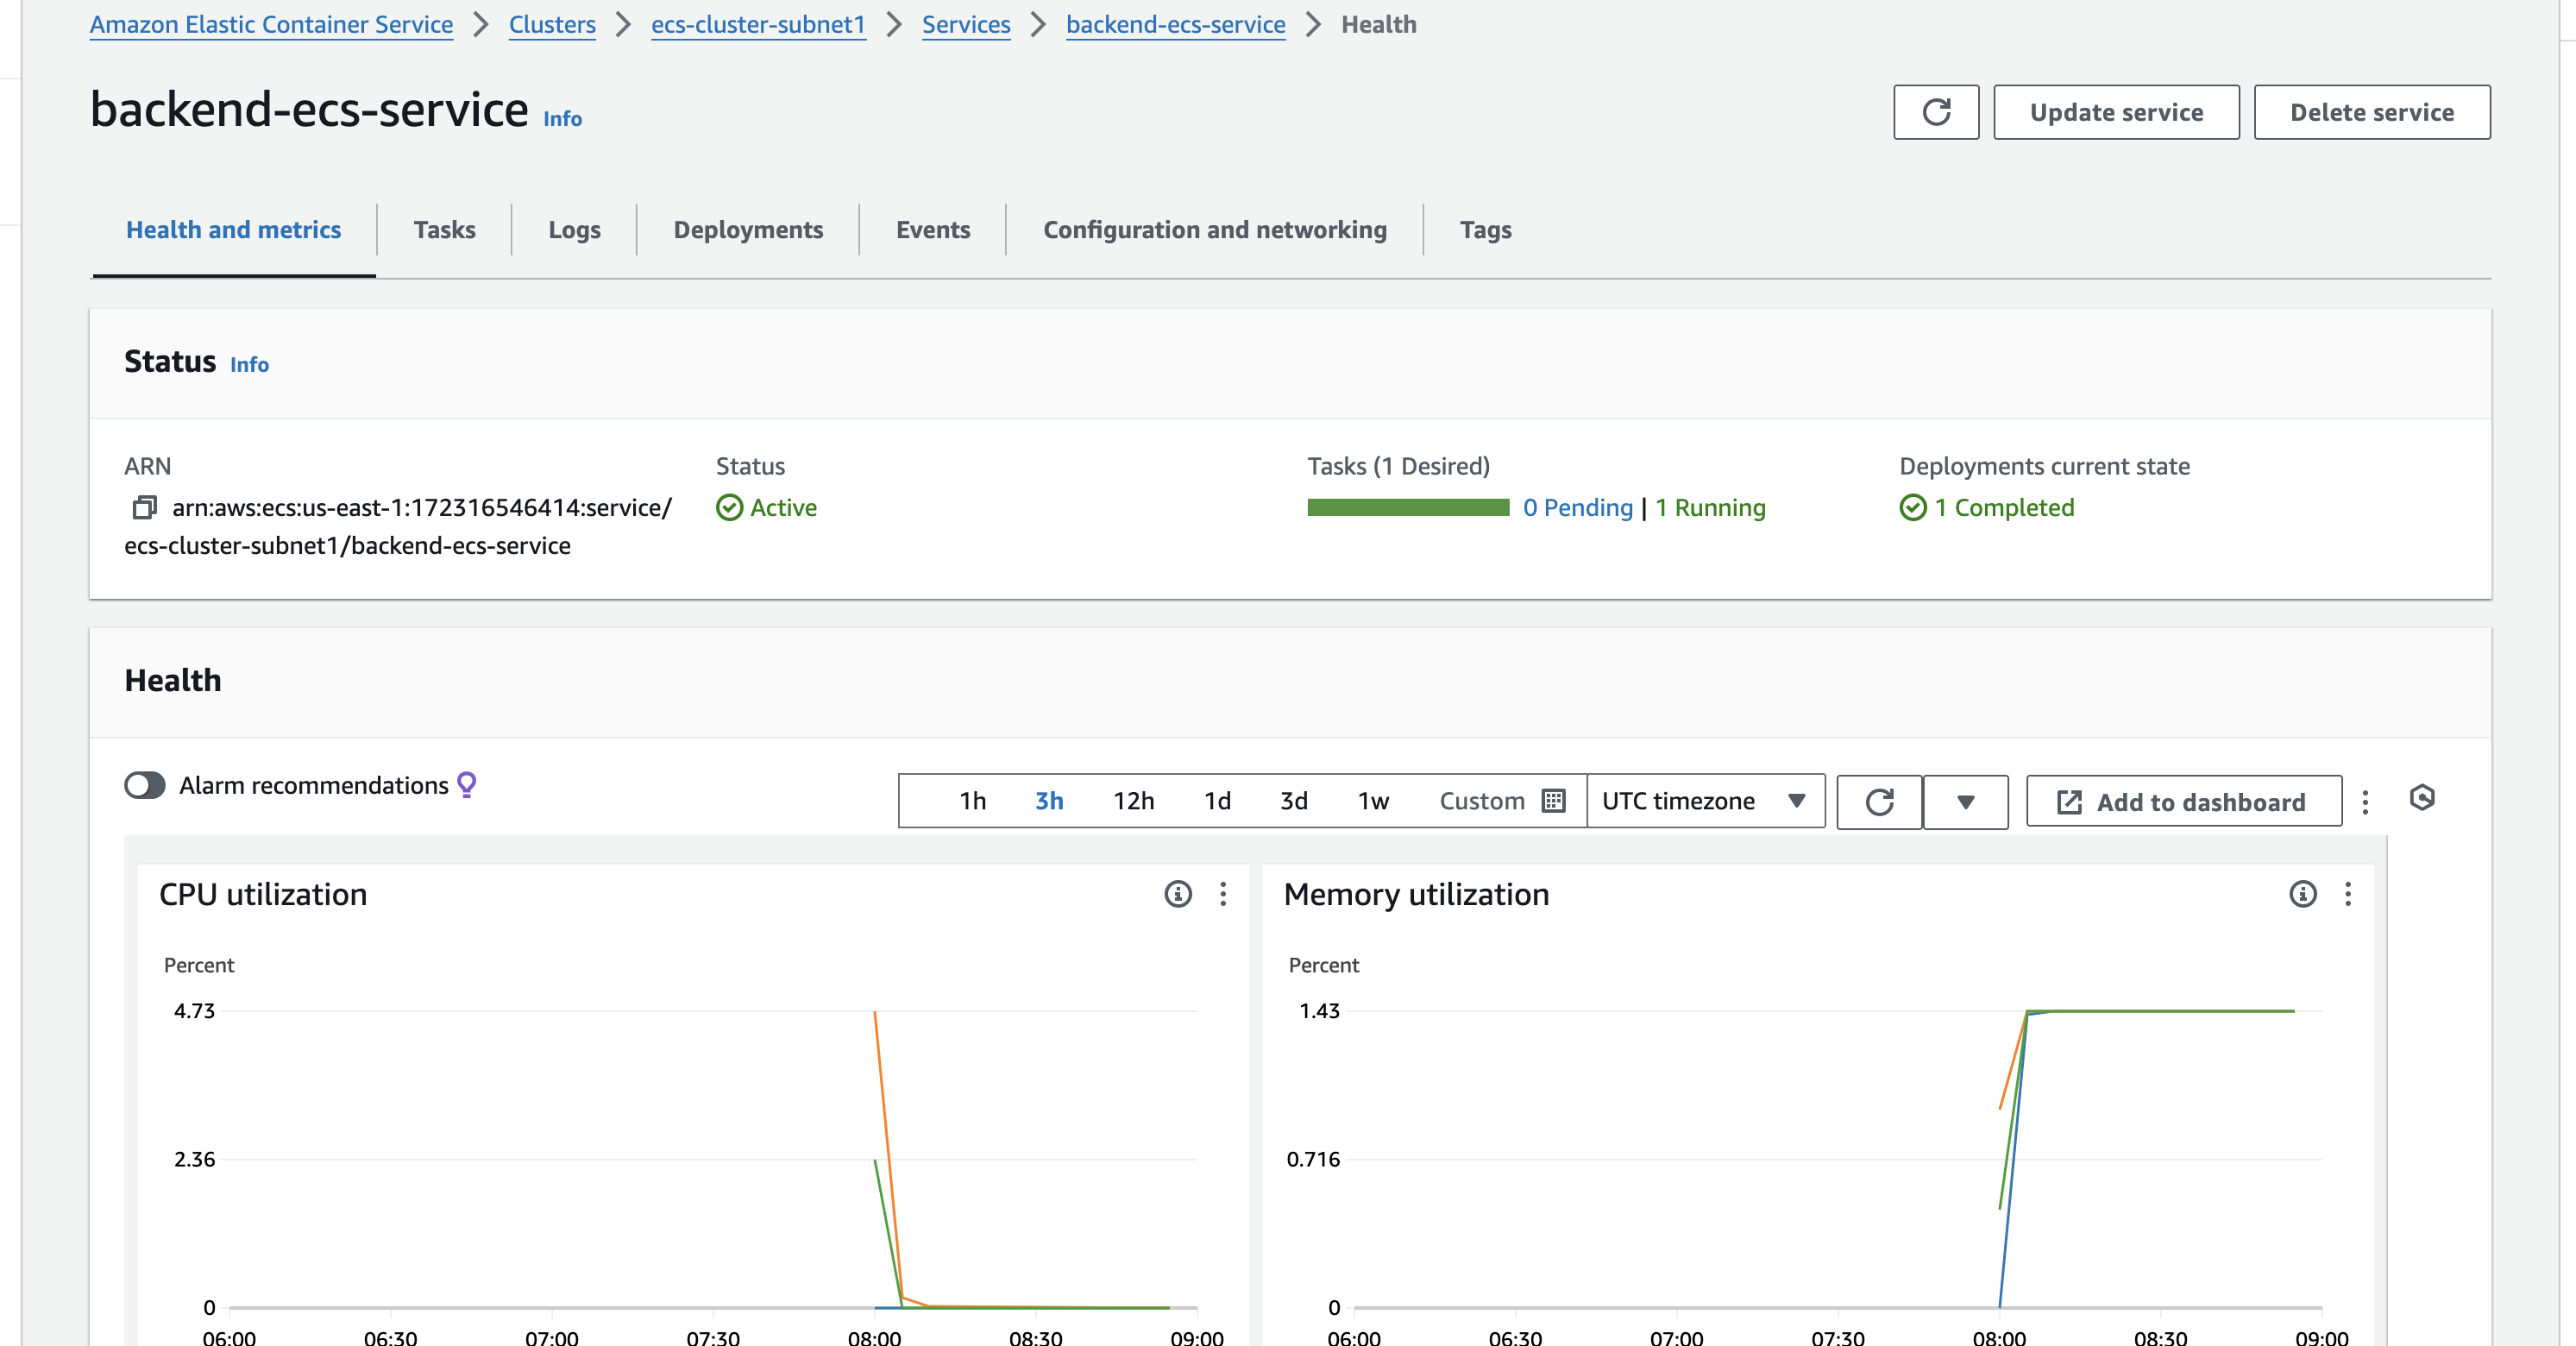 Amazon Elastic Container Service > Clusters > ecs-cluster-subnet1 > Services > backend-ecs-service > Health
backend-ecs-service Info
Update service
Delete service
Health and metrics
Tasks
Logs
Deployments
Events
Configuration and networking
Tags
Status Info
ARN
arn:aws:ecs:us-east-1:172316546414:service/
ecs-cluster-subnet1/backend-ecs-service
Status
Active
Tasks (1 Desired)
0 Pending | 1 Running
Deployments current state
1 Completed
Health
Alarm recommendations
1h 3h 12h 1d 3d 1w Custom
UTC timezone
Add to dashboard
CPU utilization
Percent
4.73
2.36
0
06:00 06:30 07:00 07:30 08:00 08:30 09:00
Memory utilization
Percent
1.43
0.716
0
06:00 06:30 07:00 07:30 08:00 08:30 09:00